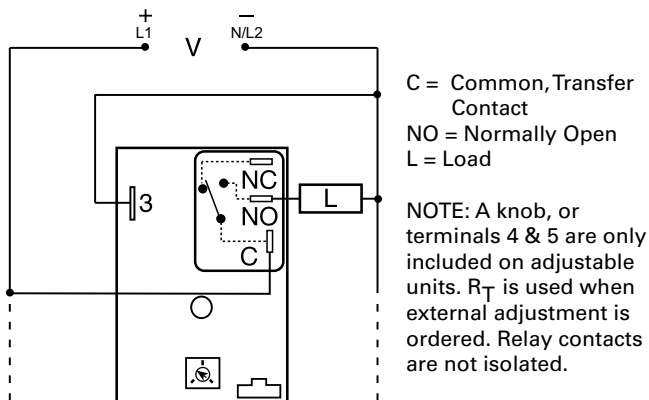 + −
L1 V N/L2
C = Common, Transfer
Contact
NO = Normally Open
L = Load
NOTE: A knob, or
terminals 4 & 5 are only
included on adjustable
units. RT is used when
external adjustment is
ordered. Relay contacts
are not isolated.
3
NC
NO
C
L